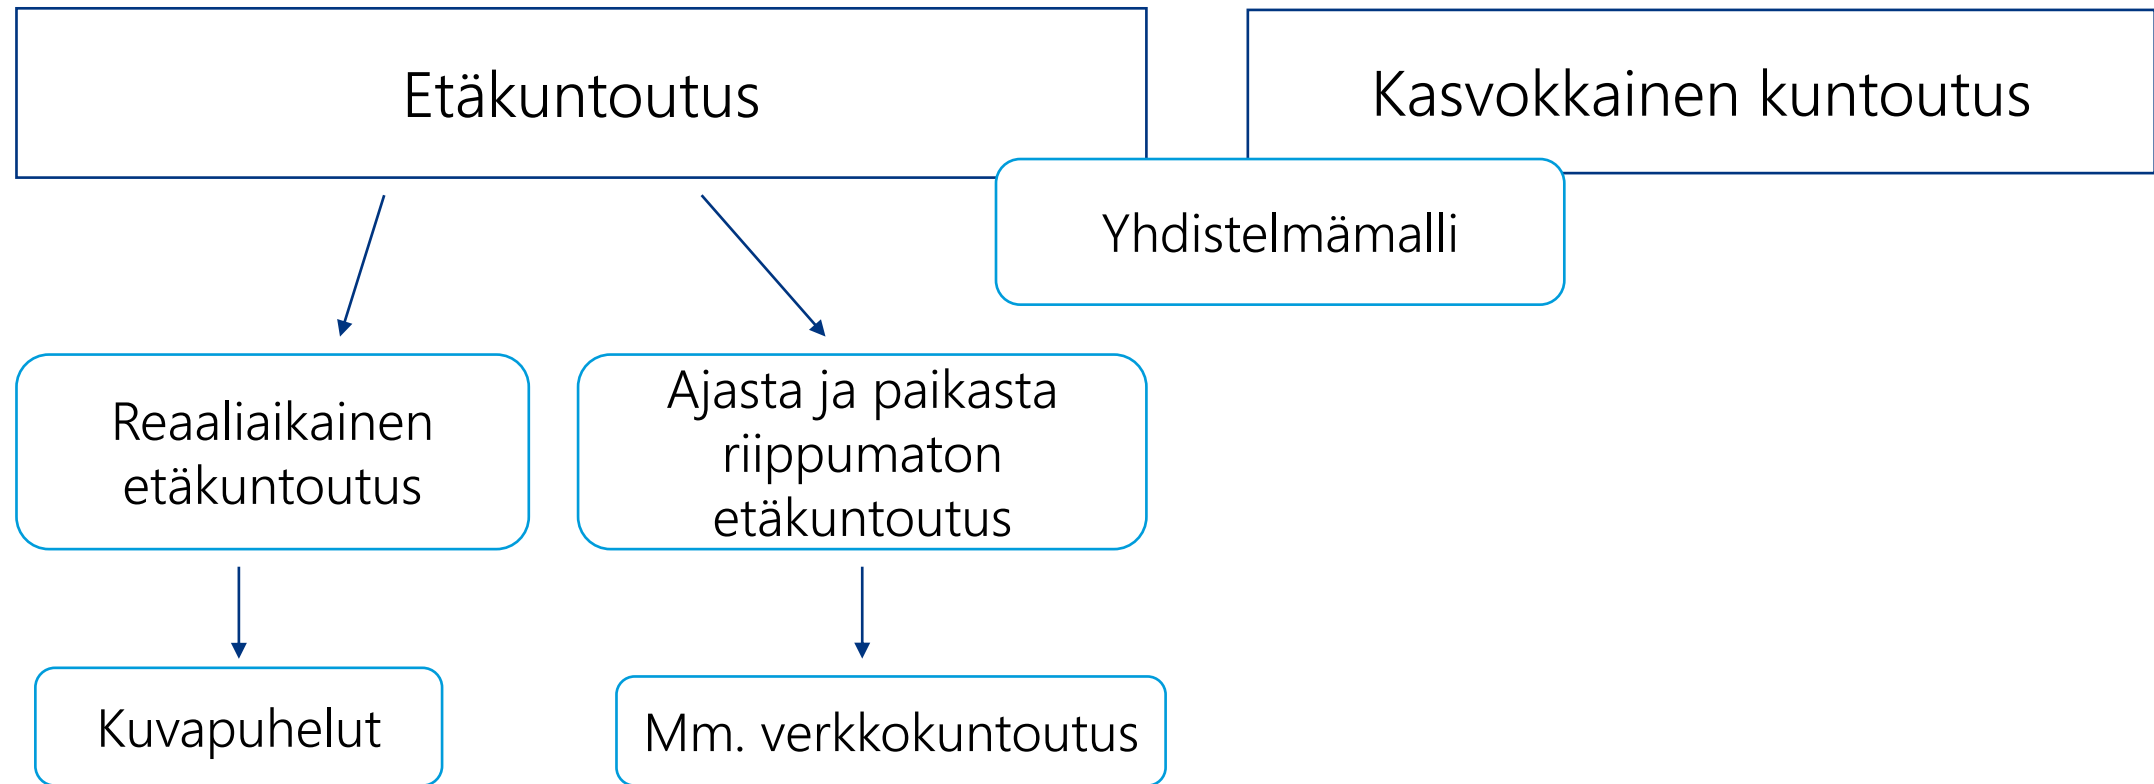 Etäkuntoutus
Kasvokkainen kuntoutus
Yhdistelmämalli
Reaaliaikainen
etäkuntoutus
Ajasta ja paikasta
riippumaton
etäkuntoutus
Kuvapuhelut
Mm. verkkokuntoutus